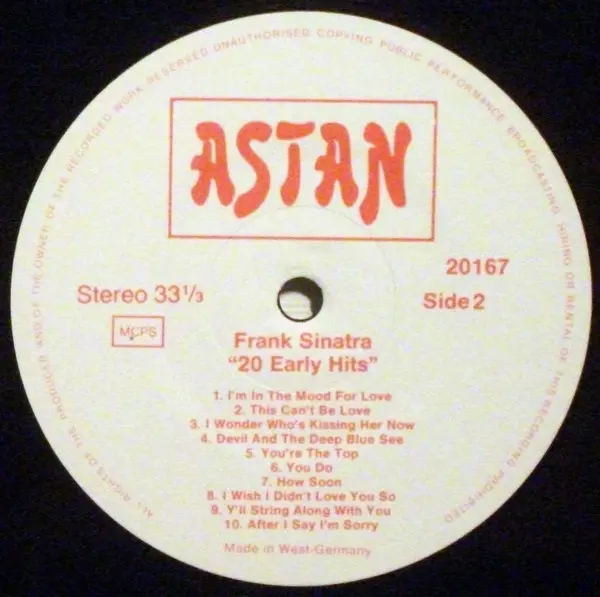 ALL RIGHTS OF THE PRODUCER AND OF THE OWNER OF THE RECORDED WORK RESERVED UNAUTHORISED COPYING PUBLIC PERFORMANCE BROADCASTING HIRING OR RENTAL OF THIS RECORDING PROHIBITED
ASTAN
Stereo 33 1/3
20167
Side 2
MCPS
Frank Sinatra
“20 Early Hits”
1. I'm In The Mood For Love
2. This Can't Be Love
3. I Wonder Who's Kissing Her Now
4. Devil And The Deep Blue See
5. You're The Top
6. You Do
7. How Soon
8. I Wish I Didn't Love You So
9. Y'll String Along With You
10. After I Say I'm Sorry
Made in West-Germany